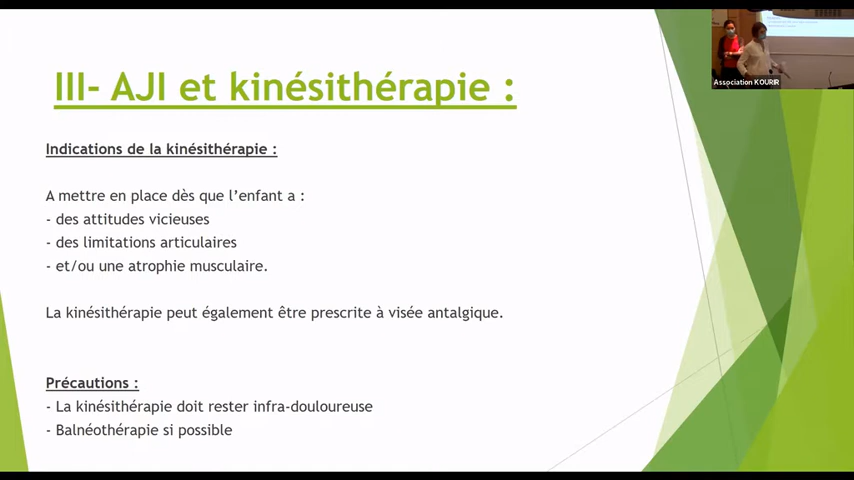 III- AJI et kinésithérapie :
Association KOURIR
Indications de la kinésithérapie :
A mettre en place dès que l'enfant a :
- des attitudes vicieuses
- des limitations articulaires
- et/ou une atrophie musculaire.
La kinésithérapie peut également être prescrite à visée antalgique.
Précautions :
- La kinésithérapie doit rester infra-douloureuse
- Balnéothérapie si possible